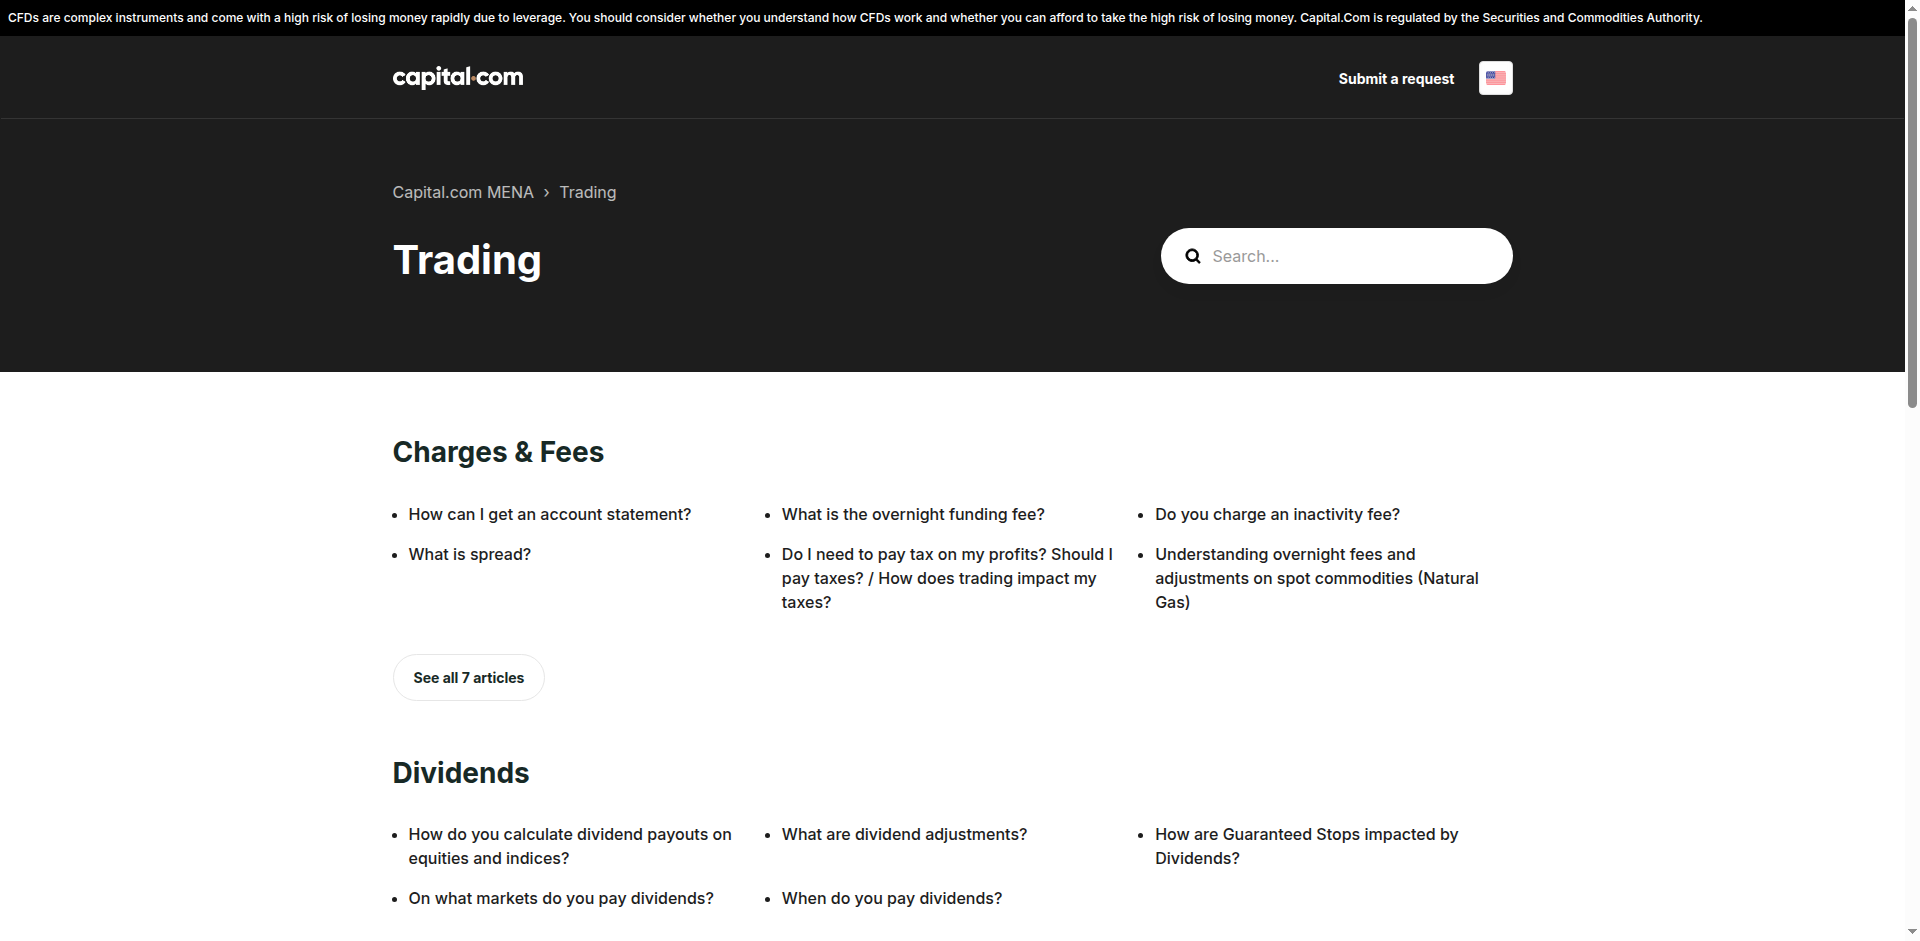 CFDs are complex instruments and come with a high risk of losing money rapidly due to leverage. You should consider whether you understand how CFDs work and whether you can afford to take the high risk of losing money. Capital.Com is regulated by the Securities and Commodities Authority.
capital.com
Submit a request
Capital.com MENA › Trading
Trading
Search...
Charges & Fees
How can I get an account statement?
What is the overnight funding fee?
Do you charge an inactivity fee?
What is spread?
Do I need to pay tax on my profits? Should I
pay taxes? / How does trading impact my
taxes?
Understanding overnight fees and
adjustments on spot commodities (Natural
Gas)
See all 7 articles
Dividends
How do you calculate dividend payouts on
equities and indices?
What are dividend adjustments?
How are Guaranteed Stops impacted by
Dividends?
On what markets do you pay dividends?
When do you pay dividends?